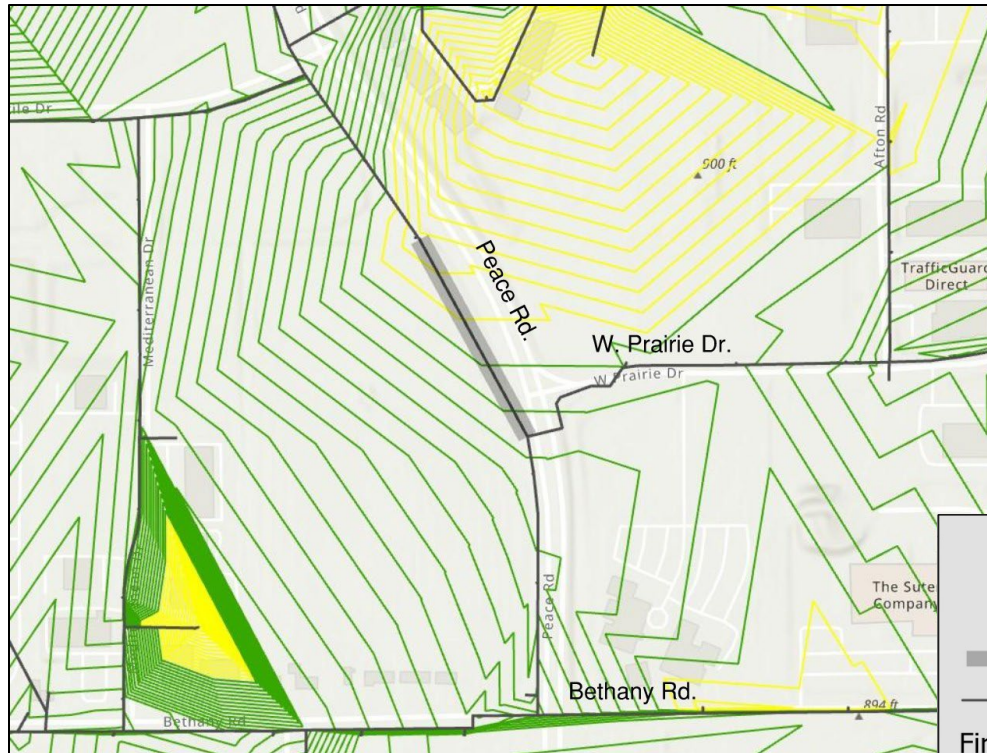 ile Dr
Afton Rd
900 ft
Mediterranean Dr
Peace Rd.
TrafficGuard
Direct
W. Prairie Dr.
W Prairie Dr
The Sute
Company
Peace Rd
Bethany Rd.
894 ft
Bethany Rd
Fir